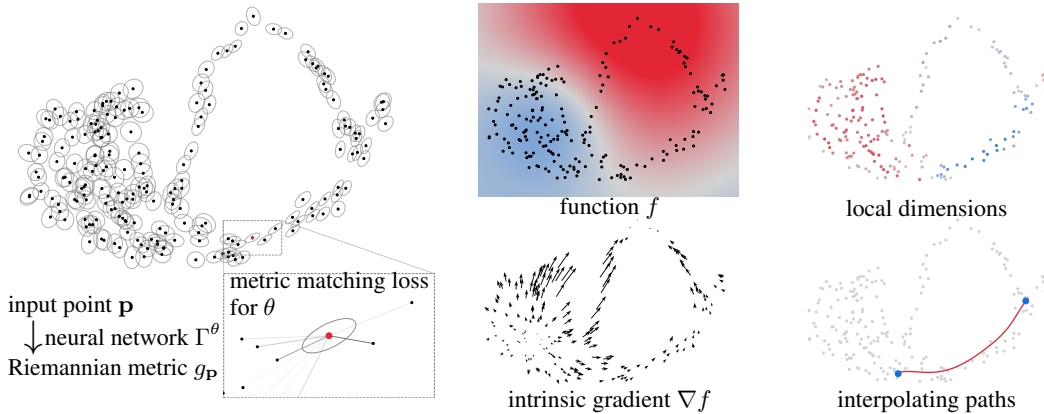 metric matching loss
for θ
input point p
neural network Γ^θ
Riemannian metric g_p
function f
intrinsic gradient ∇f
local dimensions
interpolating paths